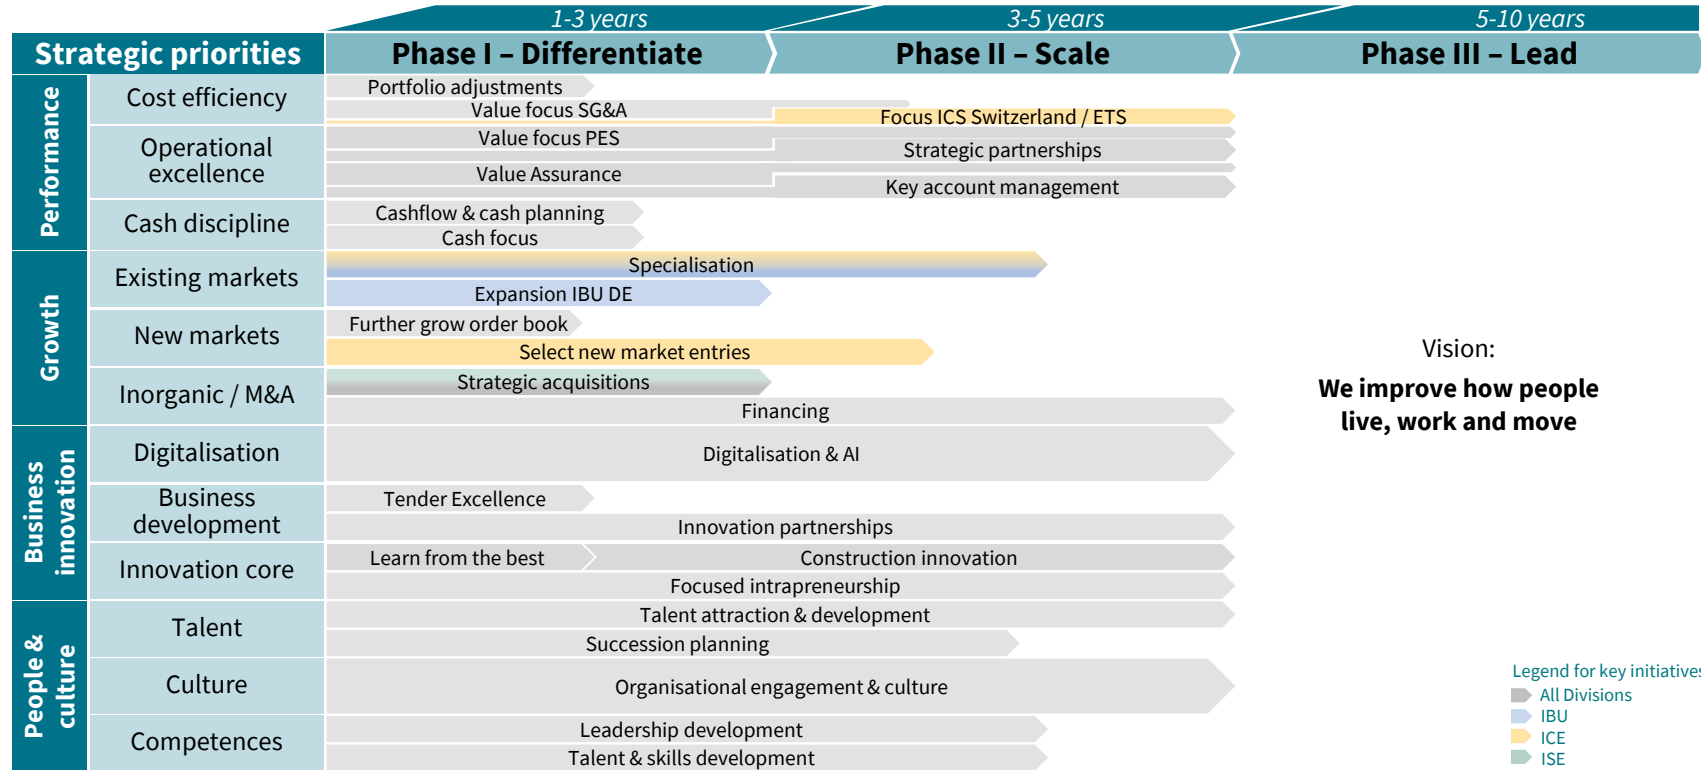 1-3 years
3-5 years
5-10 years
Strategic priorities
Phase I – Differentiate
Phase II – Scale
Phase III – Lead
Performance
Cost efficiency
Portfolio adjustments
Value focus SG&A
Focus ICS Switzerland / ETS
Operational
excellence
Value focus PES
Strategic partnerships
Value Assurance
Key account management
Cash discipline
Cashflow & cash planning
Cash focus
Growth
Existing markets
Specialisation
Expansion IBU DE
New markets
Further grow order book
Select new market entries
Inorganic / M&A
Strategic acquisitions
Financing
Business
innovation
Digitalisation
Digitalisation & AI
Business
development
Tender Excellence
Innovation partnerships
Innovation core
Learn from the best
Construction innovation
Focused intrapreneurship
People &
culture
Talent
Talent attraction & development
Succession planning
Culture
Organisational engagement & culture
Competences
Leadership development
Talent & skills development
Vision:
We improve how people
live, work and move
Legend for key initiatives
All Divisions
IBU
ICE
ISE